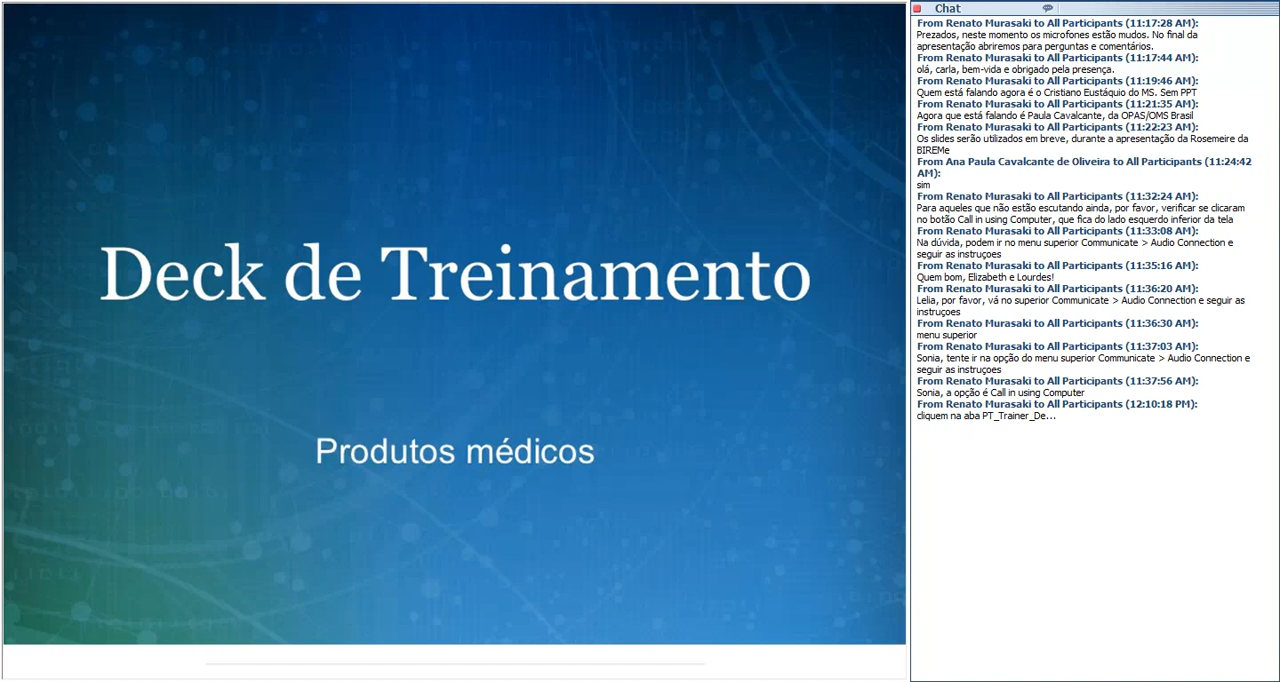 Deck de Treinamento
Produtos médicos
Chat
From Renato Murasaki to All Participants (11:17:28 AM):
Prezados, neste momento os microfones estão mudos. No final da
apresentação abriremos para perguntas e comentários.
From Renato Murasaki to All Participants (11:17:44 AM):
olá, carla, bem-vida e obrigado pela presença.
From Renato Murasaki to All Participants (11:19:46 AM):
Quem está falando agora é o Cristiano Eustáquio do MS. Sem PPT
From Renato Murasaki to All Participants (11:21:35 AM):
Agora que está falando é Paula Cavalcante, da OPAS/OMS Brasil
From Renato Murasaki to All Participants (11:22:23 AM):
Os slides serão utilizados em breve, durante a apresentação da Rosemeire da
BIREMe
From Ana Paula Cavalcante de Oliveira to All Participants (11:24:42
AM):
sim
From Renato Murasaki to All Participants (11:32:24 AM):
Para aqueles que não estão escutando ainda, por favor, verificar se clicaram
no botão Call in using Computer, que fica do lado esquerdo inferior da tela
From Renato Murasaki to All Participants (11:33:08 AM):
Na dúvida, podem ir no menu superior Communicate > Audio Connection e
seguir as instruçoes
From Renato Murasaki to All Participants (11:35:16 AM):
Quem bom, Elizabeth e Lourdes!
From Renato Murasaki to All Participants (11:36:20 AM):
Lelia, por favor, vá no superior Communicate > Audio Connection e seguir as
instruçoes
From Renato Murasaki to All Participants (11:36:30 AM):
menu superior
From Renato Murasaki to All Participants (11:37:03 AM):
Sonia, tente ir na opção do menu superior Communicate > Audio Connection e
seguir as instruçoes
From Renato Murasaki to All Participants (11:37:56 AM):
Sonia, a opção é Call in using Computer
From Renato Murasaki to All Participants (12:10:18 PM):
cliquem na aba PT_Trainer_De...